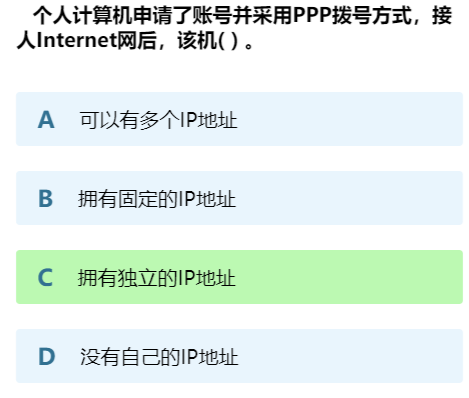 个人计算机申请了账号并采用PPP拨号方式，接
人Internet网后，该机( ) 。
A 可以有多个IP地址
B 拥有固定的IP地址
C 拥有独立的IP地址
D 没有自己的IP地址